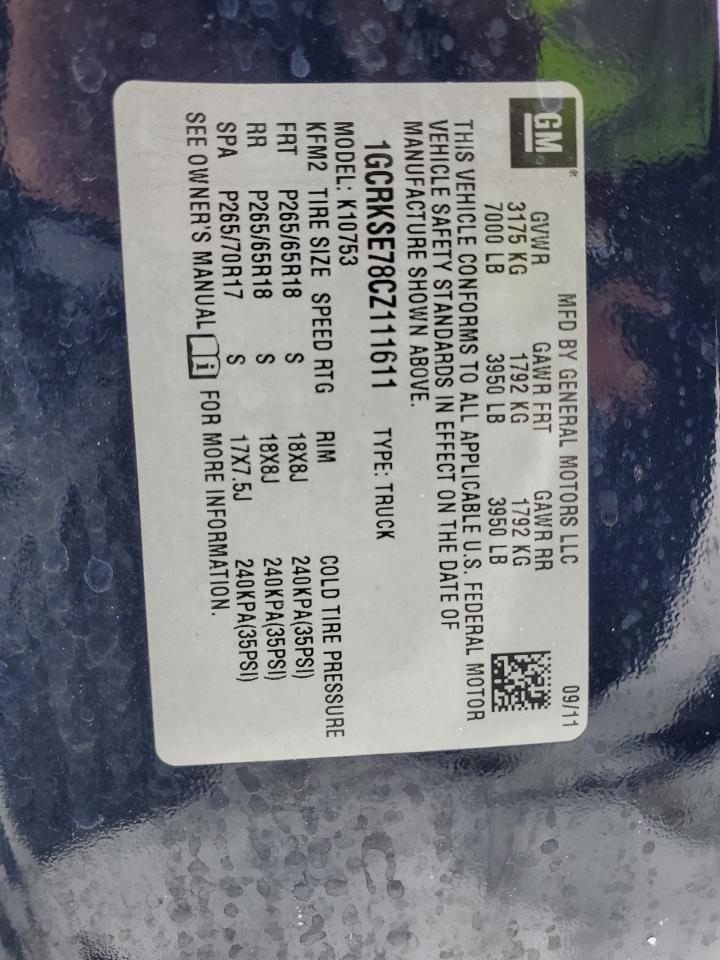 GM ®
MFD BY GENERAL MOTORS LLC 09/11
GVWR GAWR FRT GAWR RR
3175 KG 1792 KG 1792 KG
7000 LB 3950 LB 3950 LB
THIS VEHICLE CONFORMS TO ALL APPLICABLE U.S. FEDERAL MOTOR
VEHICLE SAFETY STANDARDS IN EFFECT ON THE DATE OF
MANUFACTURE SHOWN ABOVE.
1GCRKSE78CZ111611 TYPE: TRUCK
MODEL: K10753
KFM2 TIRE SIZE SPEED RTG RIM COLD TIRE PRESSURE
FRT P265/65R18 S 18X8J 240KPA(35PSI)
RR P265/65R18 S 18X8J 240KPA(35PSI)
SPA P265/70R17 S 17X7.5J 240KPA(35PSI)
SEE OWNER'S MANUAL i FOR MORE INFORMATION.